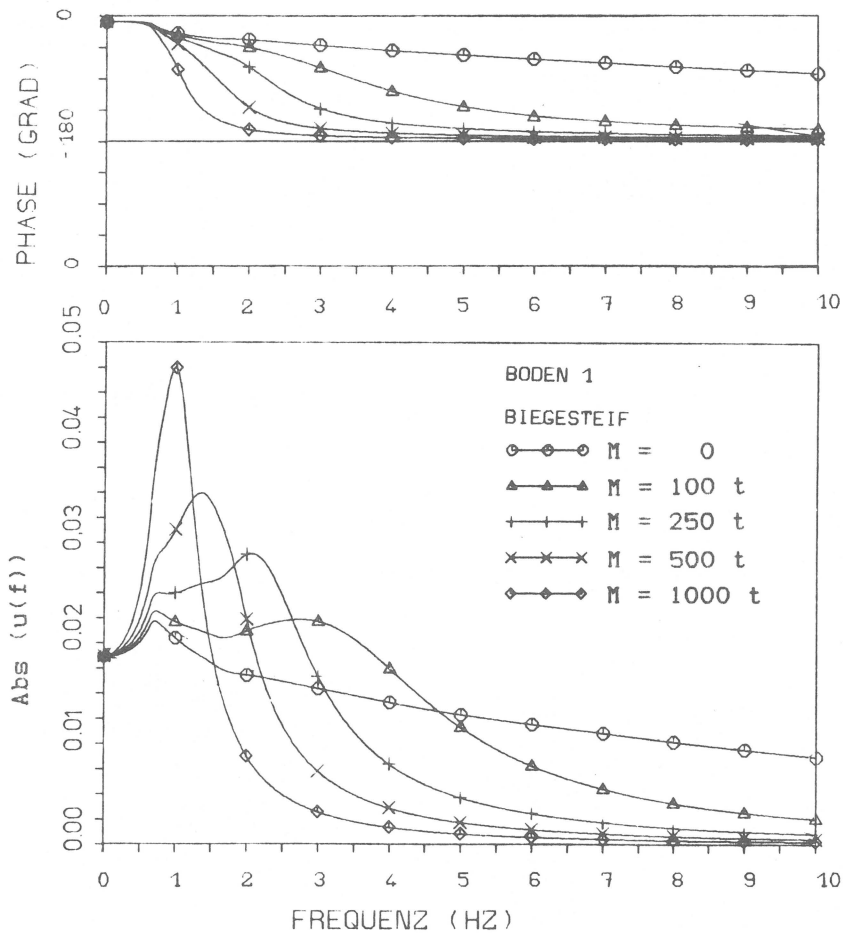 PHASE (GRAD)
0
-180
0
0 1 2 3 4 5 6 7 8 9 10
Abs (u(f))
0.05
0.04
0.03
0.02
0.01
0.00
BODEN 1
BIEGESTEIF
M = 0
M = 100 t
M = 250 t
M = 500 t
M = 1000 t
0 1 2 3 4 5 6 7 8 9 10
FREQUENZ (HZ)